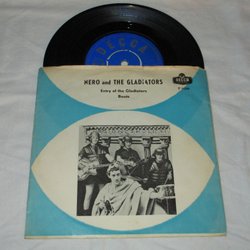 DECCA
NERO and THE GLADIATORS
DECCA
Entry of the Gladiators
Boots